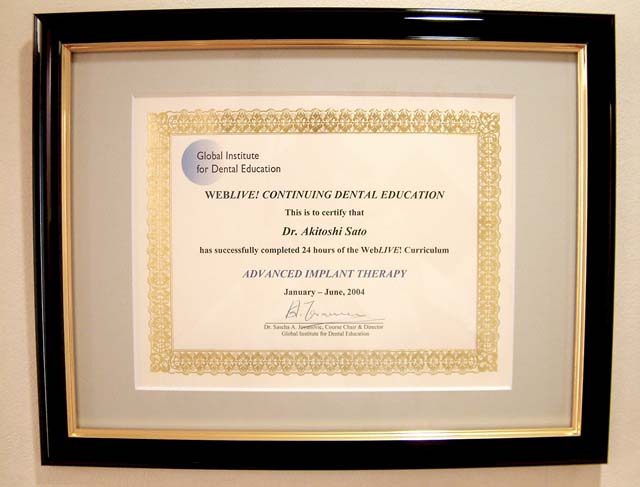 Global Institute
for Dental Education
WEBLIVE! CONTINUING DENTAL EDUCATION
This is to certify that
Dr. Akitoshi Sato
has successfully completed 24 hours of the WebLIVE! Curriculum
ADVANCED IMPLANT THERAPY
January – June, 2004
Dr. Sascha A. Jovanovic, Course Chair & Director
Global Institute for Dental Education